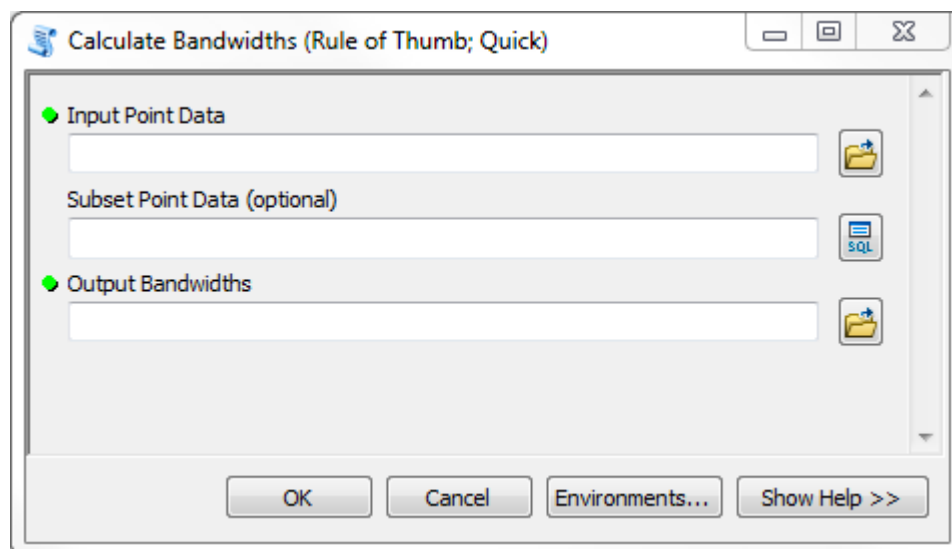 Calculate Bandwidths (Rule of Thumb; Quick)
Input Point Data
Subset Point Data (optional)
SQL
Output Bandwidths
OK Cancel Environments... Show Help >>